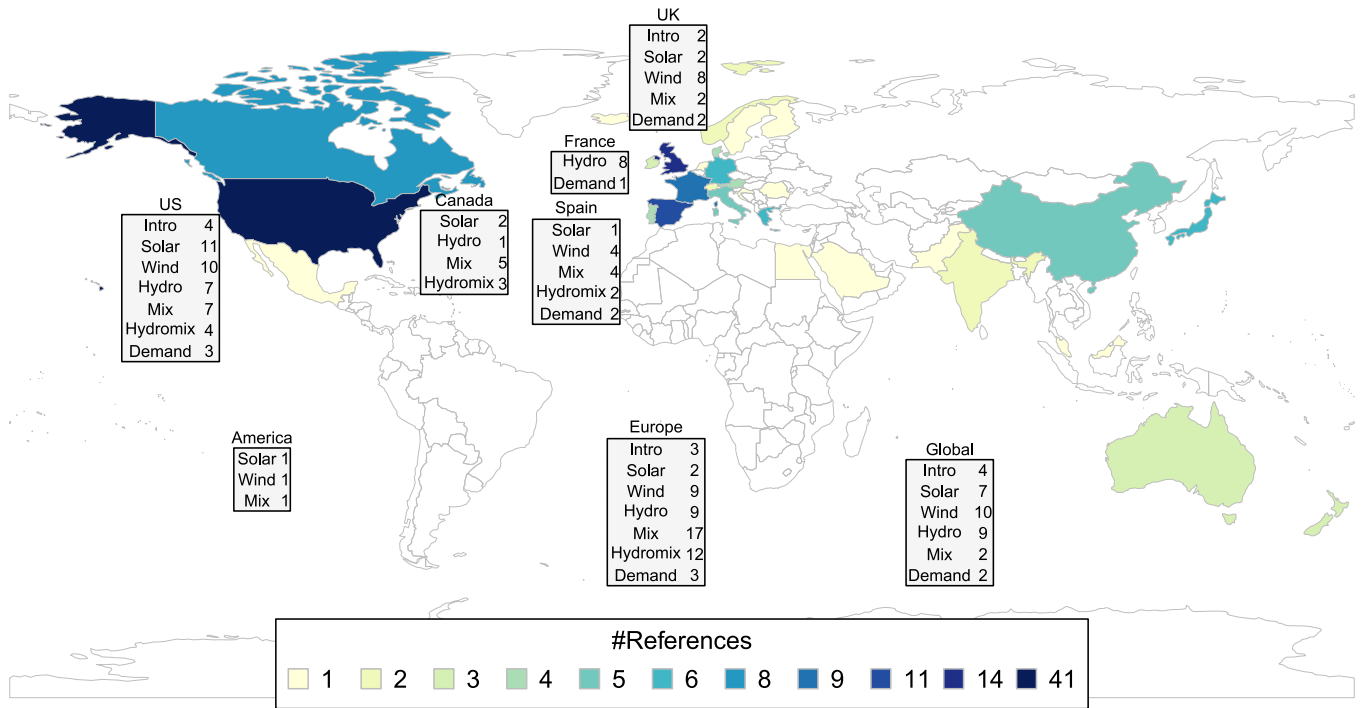 UK
Intro 2
Solar 2
Wind 8
Mix 2
Demand 2
France
Hydro 8
Demand 1
US
Intro 4
Solar 11
Wind 10
Hydro 7
Mix 7
Hydromix 4
Demand 3
Canada
Solar 2
Hydro 1
Mix 5
Hydromix 3
Spain
Solar 1
Wind 4
Mix 4
Hydromix 2
Demand 2
America
Solar 1
Wind 1
Mix 1
Europe
Intro 3
Solar 2
Wind 9
Hydro 9
Mix 17
Hydromix 12
Demand 3
Global
Intro 4
Solar 7
Wind 10
Hydro 9
Mix 2
Demand 2
#References
1 2 3 4 5 6 8 9 11 14 41